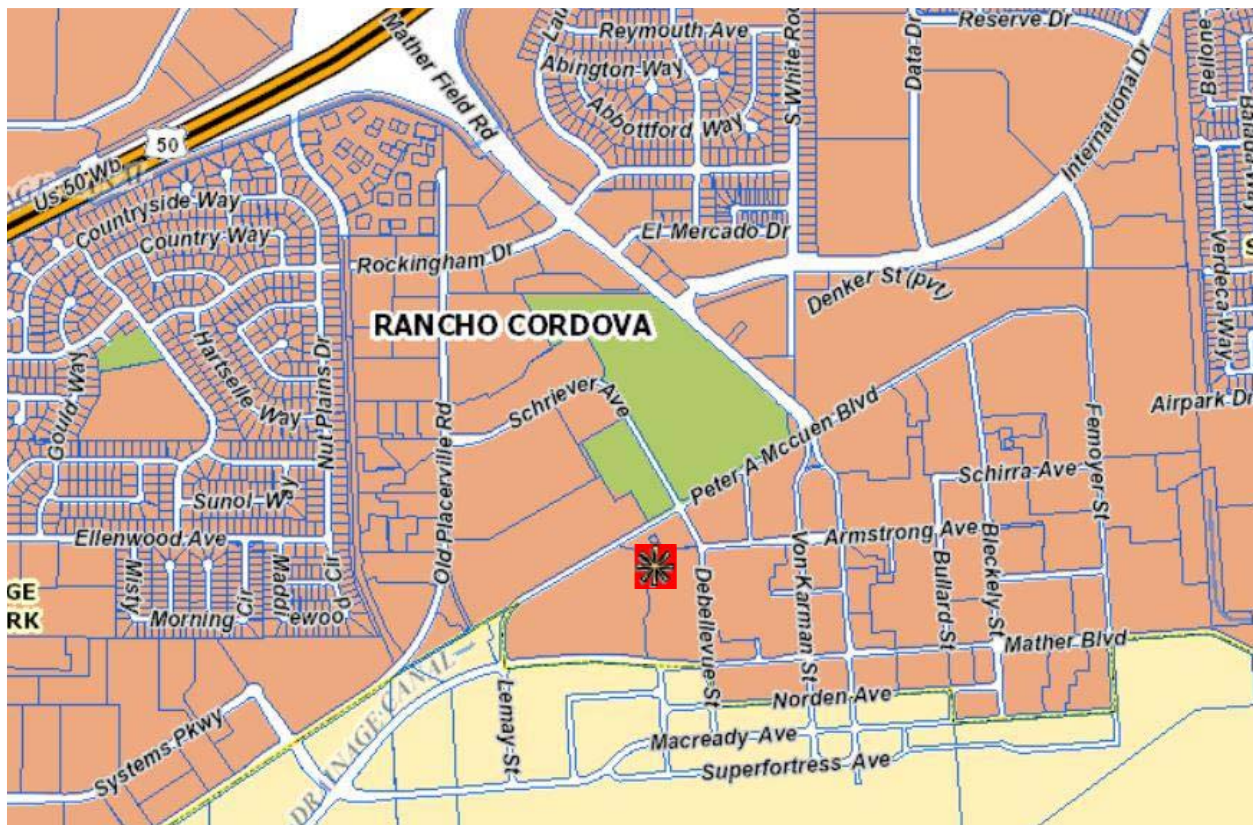 Reymouth Ave
Reserve Dr
Mather Field Rd
Abington Way
Abbottford Way
Data Dr
International Dr
Bellone
50
Us 50 Wb
Countryside Way
Country Way
El Mercado Dr
Rockingham Dr
Denker St (pvt)
Verdeca Way
RANCHO CORDOVA
Hartselle Way
Nut Plains Dr
Gould Way
Schriever Ave
Old Placerville Rd
Airpark Dr
Peter A Mccuen Blvd
Femoyer St
Schirra Ave
Sunol Way
Ellenwood Ave
Armstrong Ave
Von Karman St
Bullard St
Bleckely St
Debellevue St
Misty
Morning
Cir
Cir
GE
RK
Mather Blvd
DRAINAGE CANAL
Lemay St
Norden Ave
Systems Pkwy
Macready Ave
Superfortress Ave